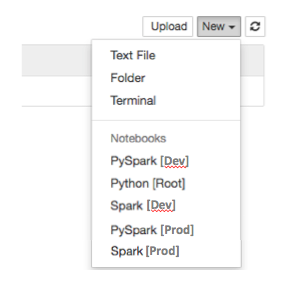 Upload New
Text File
Folder
Terminal
Notebooks
PySpark [Dev]
Python [Root]
Spark [Dev]
PySpark [Prod]
Spark [Prod]